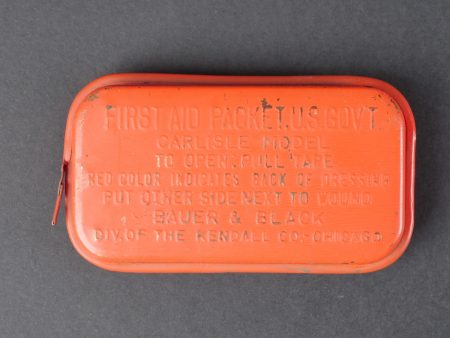 FIRST AID PACKET, U.S. GOV'T.
CARLISLE MODEL
TO OPEN: PULL TAPE
RED COLOR INDICATES BACK OF DRESSING
PUT OTHER SIDE NEXT TO WOUND
BAUER & BLACK
DIV. OF THE KENDALL CO-CHICAGO